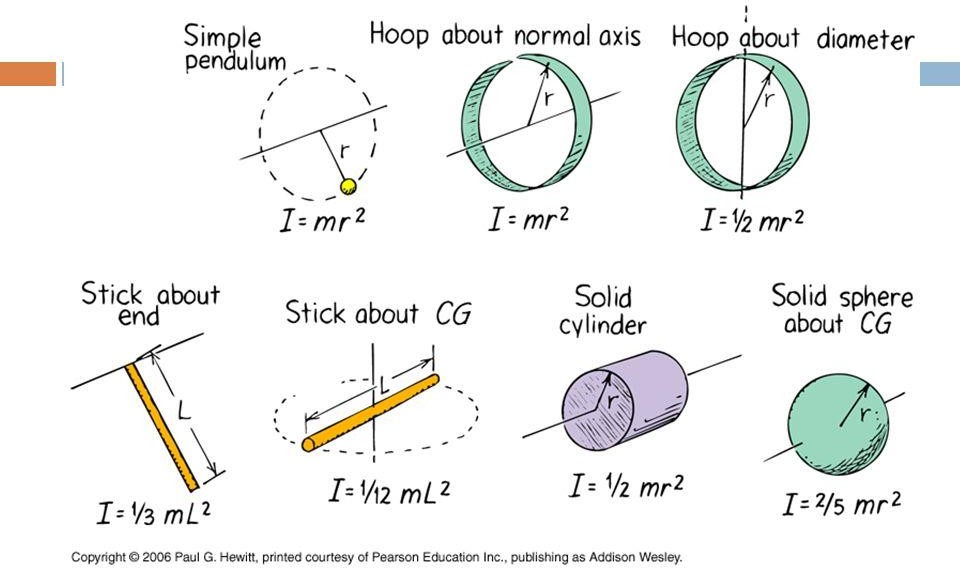 Simple
pendulum
Hoop about normal axis
Hoop about diameter
r
r
r
I = mr²
I = mr²
I = ½ mr²
Stick about
end
Stick about CG
Solid
cylinder
Solid sphere
about CG
L
L
r
r
I = 1/3 mL²
I = 1/12 mL²
I = ½ mr²
I = 2/5 mr²
Copyright © 2006 Paul G. Hewitt, printed courtesy of Pearson Education Inc., publishing as Addison Wesley.